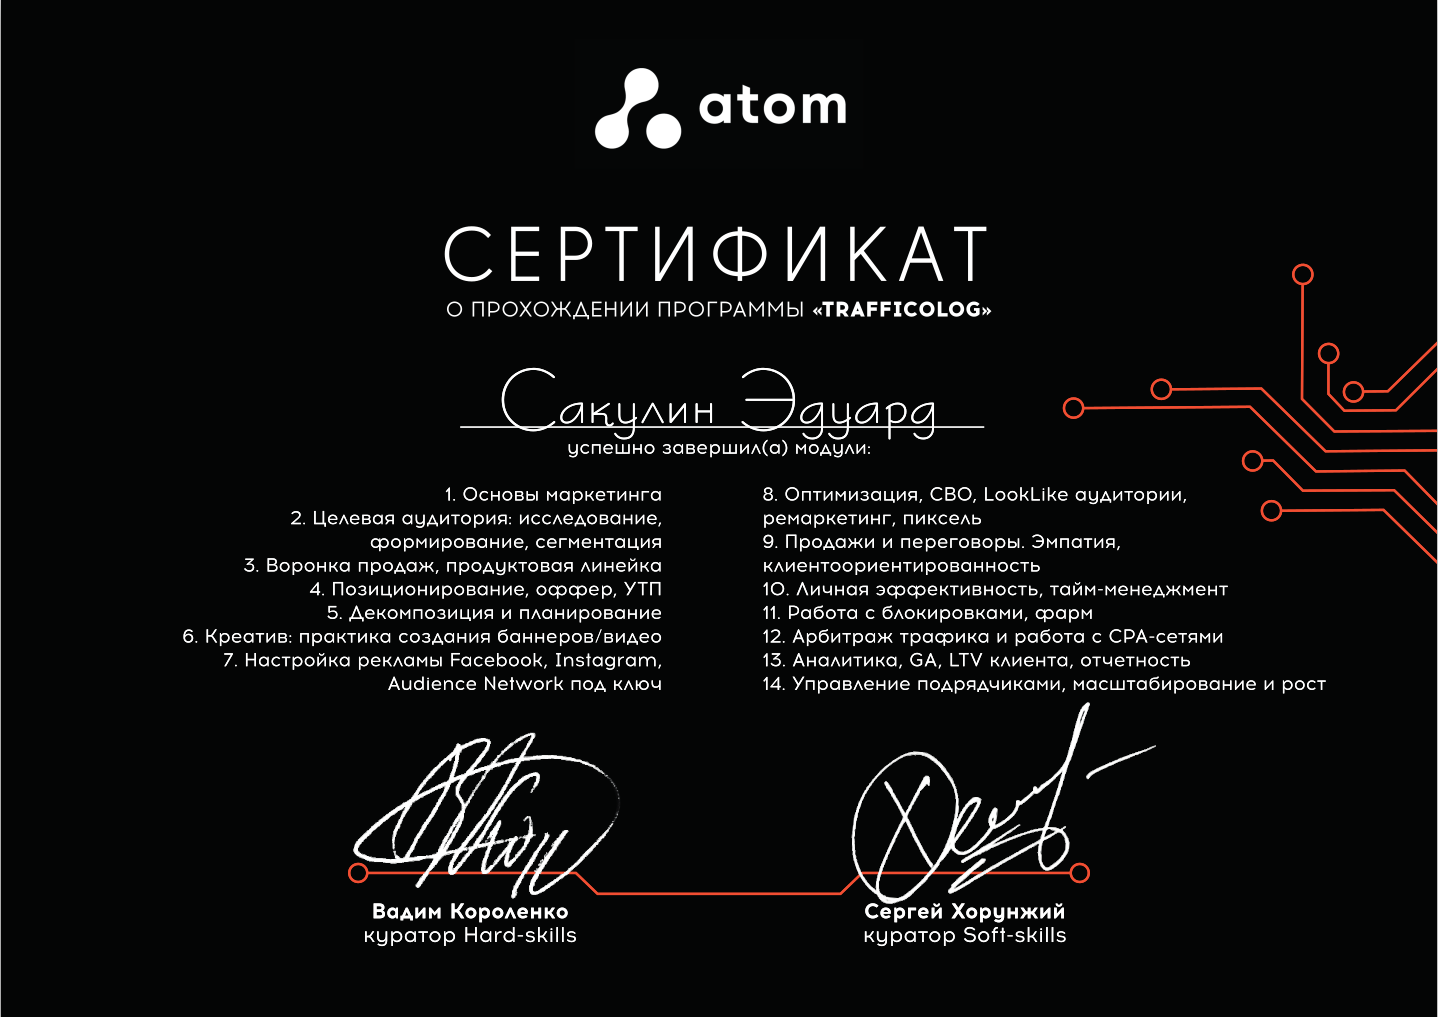 atom
СЕРТИФИКАТ
О ПРОХОЖДЕНИИ ПРОГРАММЫ «TRAFFICOLOG»
Сакулин Эдуард
успешно завершил(а) модули:
1. Основы маркетинга
2. Целевая аудитория: исследование,
формирование, сегментация
3. Воронка продаж, продуктовая линейка
4. Позиционирование, оффер, УТП
5. Декомпозиция и планирование
6. Креатив: практика создания баннеров/видео
7. Настройка рекламы Facebook, Instagram,
Audience Network под ключ
8. Оптимизация, CBO, LookLike аудитории,
ремаркетинг, пиксель
9. Продажи и переговоры. Эмпатия,
клиентоориентированность
10. Личная эффективность, тайм-менеджмент
11. Работа с блокировками, фарм
12. Арбитраж трафика и работа с CPA-сетями
13. Аналитика, GA, LTV клиента, отчетность
14. Управление подрядчиками, масштабирование и рост
Вадим Короленко
куратор Hard-skills
Сергей Хорунжий
куратор Soft-skills